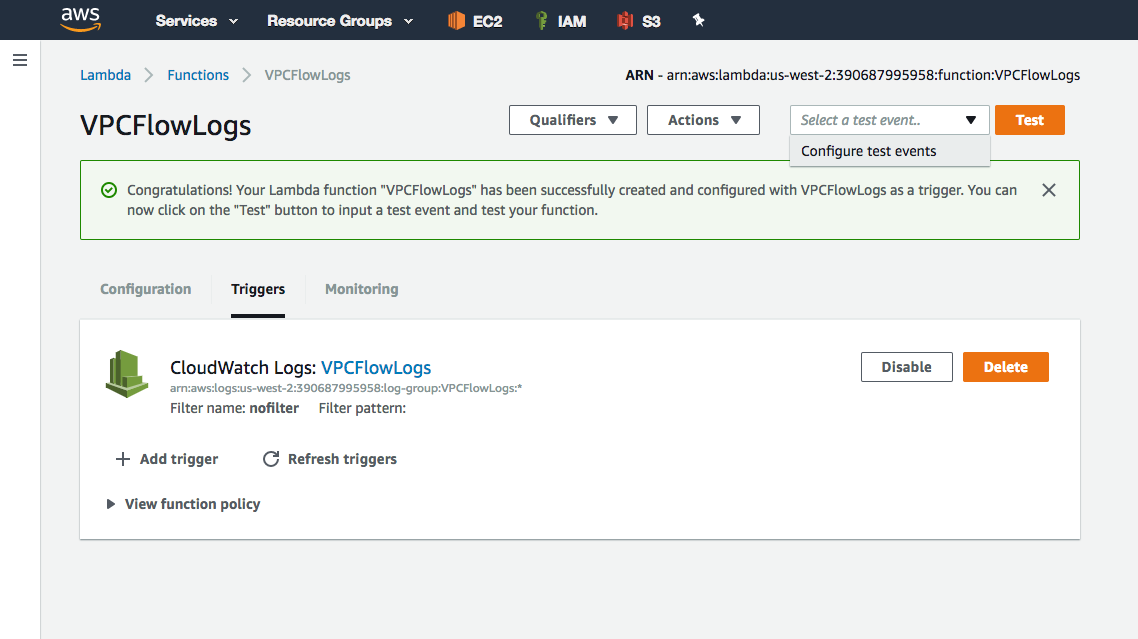 aws Services Resource Groups EC2 IAM S3
Lambda Functions VPCFlowLogs ARN - arn:aws:lambda:us-west-2:390687995958:function:VPCFlowLogs
VPCFlowLogs Qualifiers Actions Select a test event.. Test
Configure test events
Congratulations! Your Lambda function "VPCFlowLogs" has been successfully created and configured with VPCFlowLogs as a trigger. You can
now click on the "Test" button to input a test event and test your function.
Configuration Triggers Monitoring
CloudWatch Logs: VPCFlowLogs Disable Delete
arn:aws:logs:us-west-2:390687995958:log-group:VPCFlowLogs:*
Filter name: nofilter Filter pattern:
Add trigger Refresh triggers
View function policy